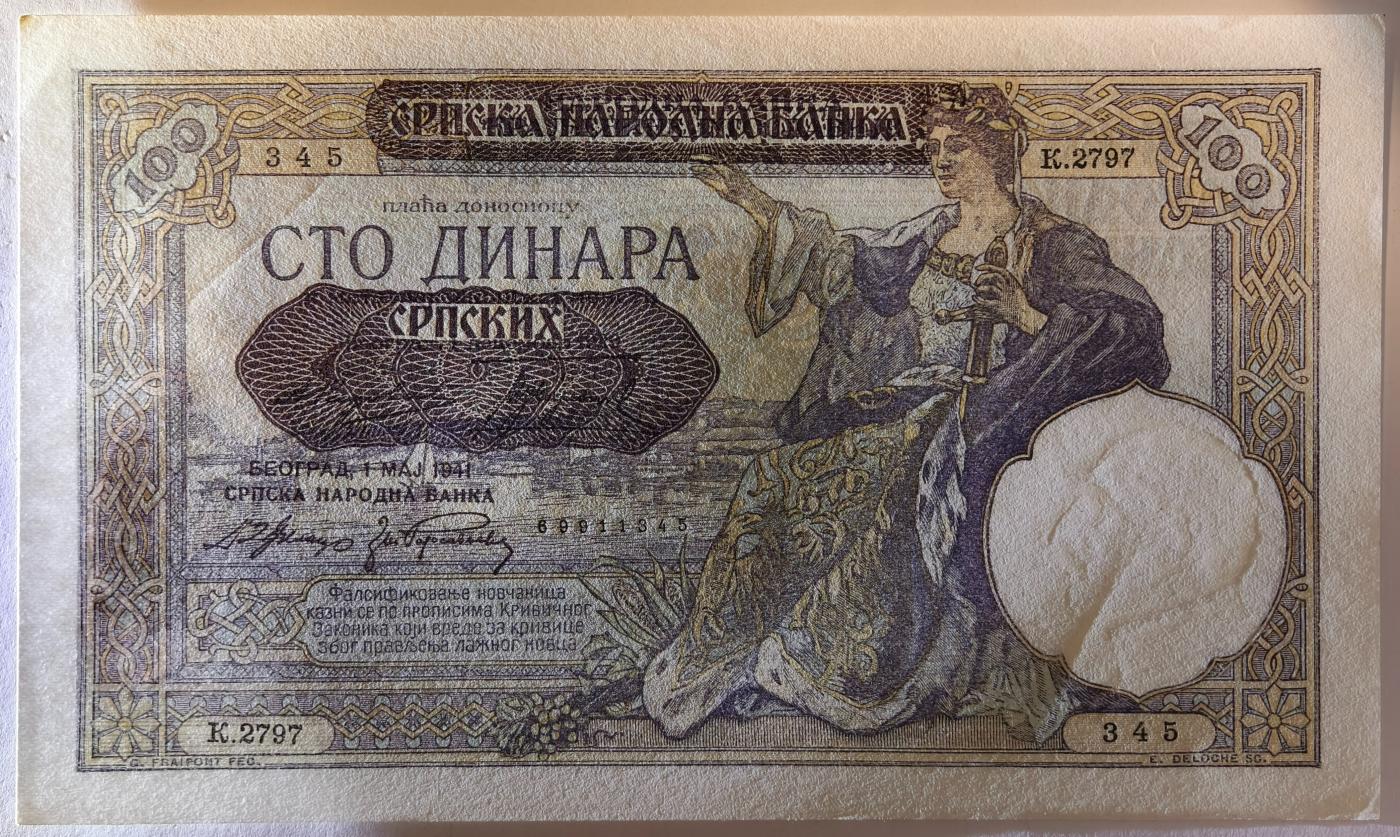 СРПСКА НАРОДНА БАНКА
100
345
К.2797
100
плаћа доносиоцу
СТО ДИНАРА
СРПСКИХ
БЕОГРАД, 1 МАЈ 1941
СРПСКА НАРОДНА БАНКА
69911345
Фалсификовање новчаница
казни се по прописима Кривичног
Законика који вреде за кривице
због прављења лажног новца
К.2797
345
G. FRAIPONT FEC.
E. DELOCHE SC.